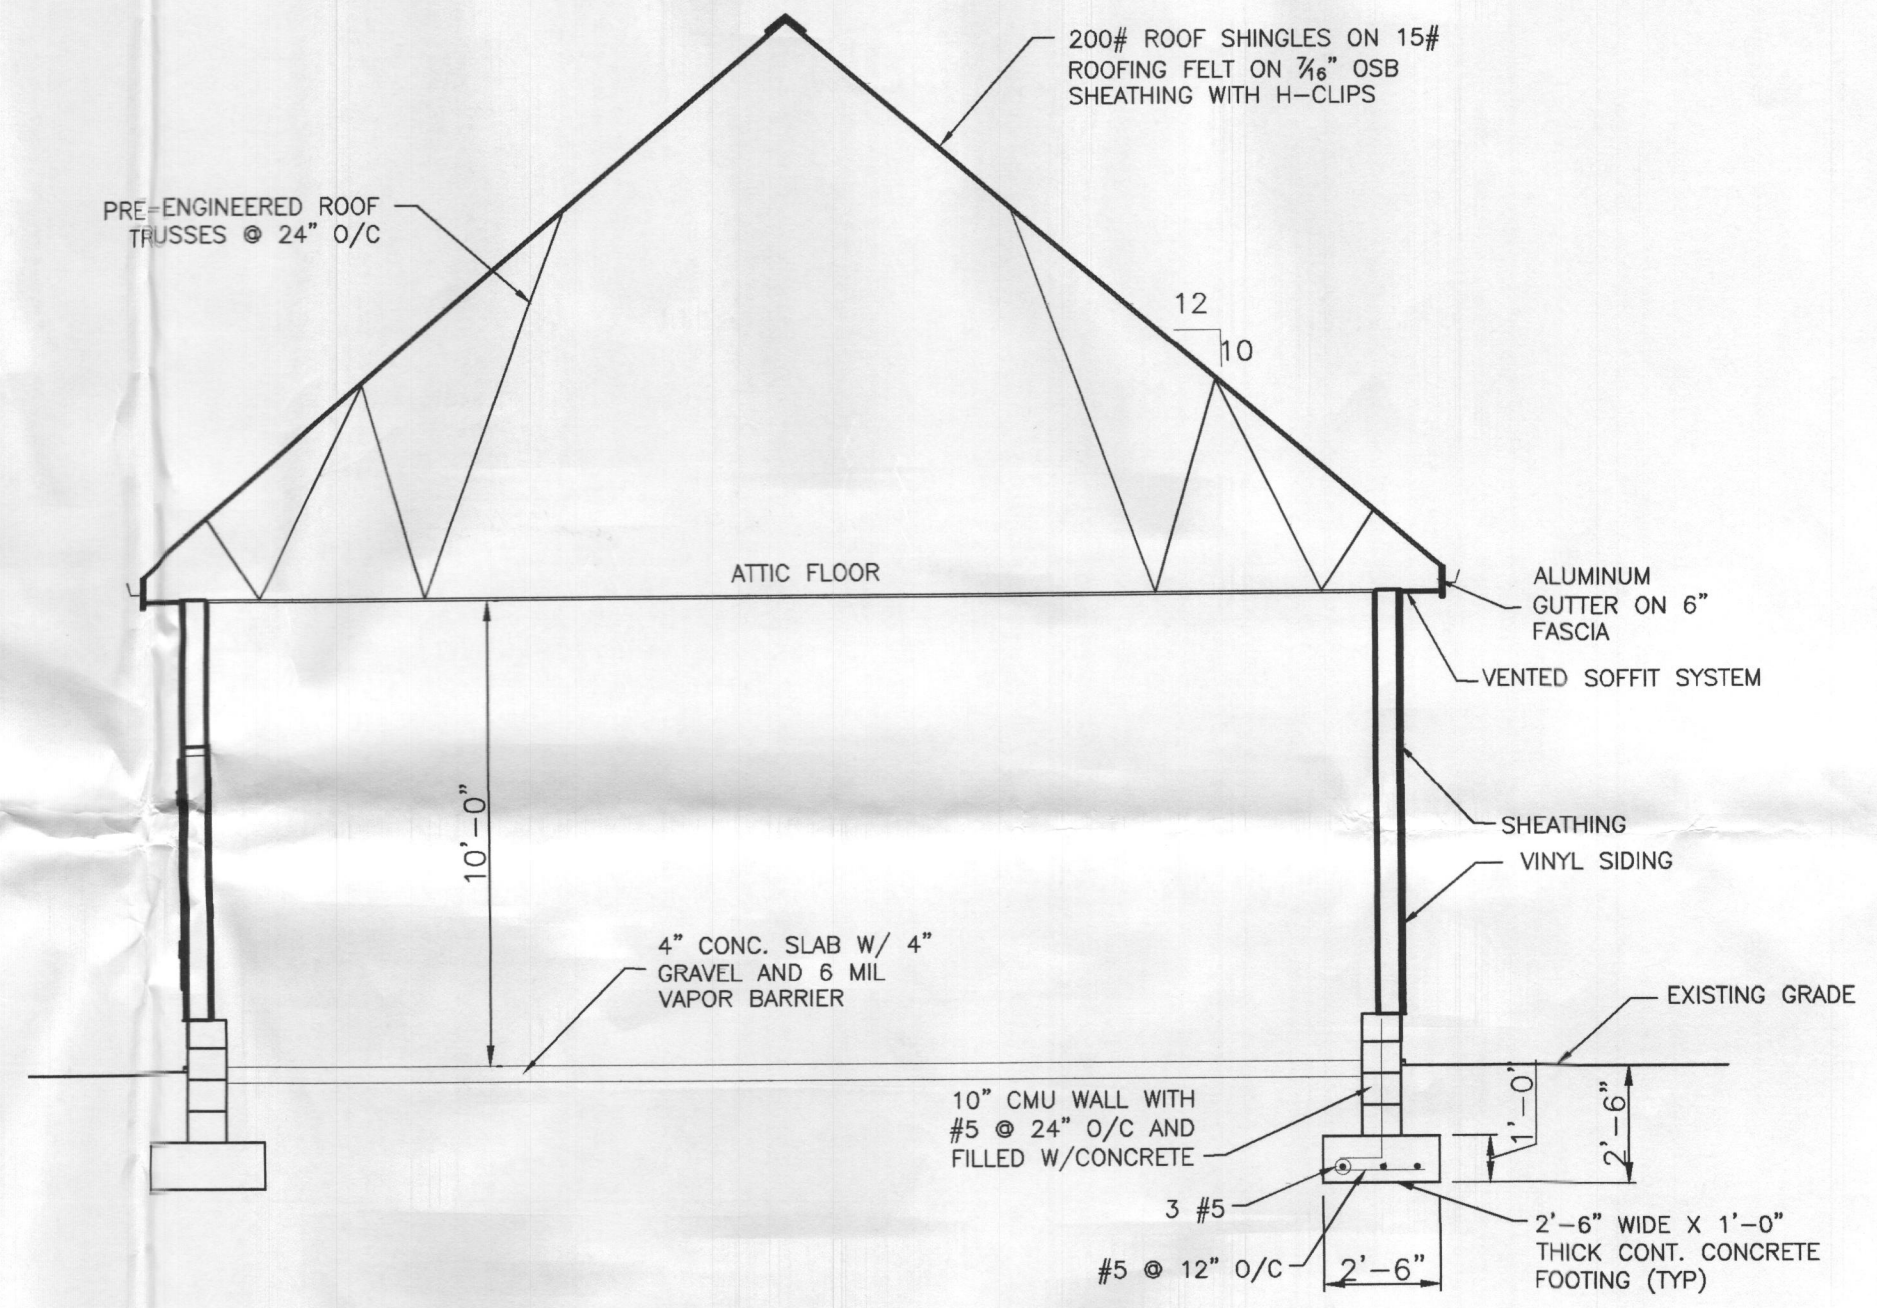 200# ROOF SHINGLES ON 15#
ROOFING FELT ON 7/16" OSB
SHEATHING WITH H-CLIPS
PRE-ENGINEERED ROOF
TRUSSES @ 24" O/C
12
10
ATTIC FLOOR
ALUMINUM
GUTTER ON 6"
FASCIA
VENTED SOFFIT SYSTEM
10'-0"
SHEATHING
VINYL SIDING
4" CONC. SLAB W/ 4"
GRAVEL AND 6 MIL
VAPOR BARRIER
EXISTING GRADE
10" CMU WALL WITH
#5 @ 24" O/C AND
FILLED W/CONCRETE
1'-0"
2'-6"
3 #5
#5 @ 12" O/C
2'-6"
2'-6" WIDE X 1'-0"
THICK CONT. CONCRETE
FOOTING (TYP)